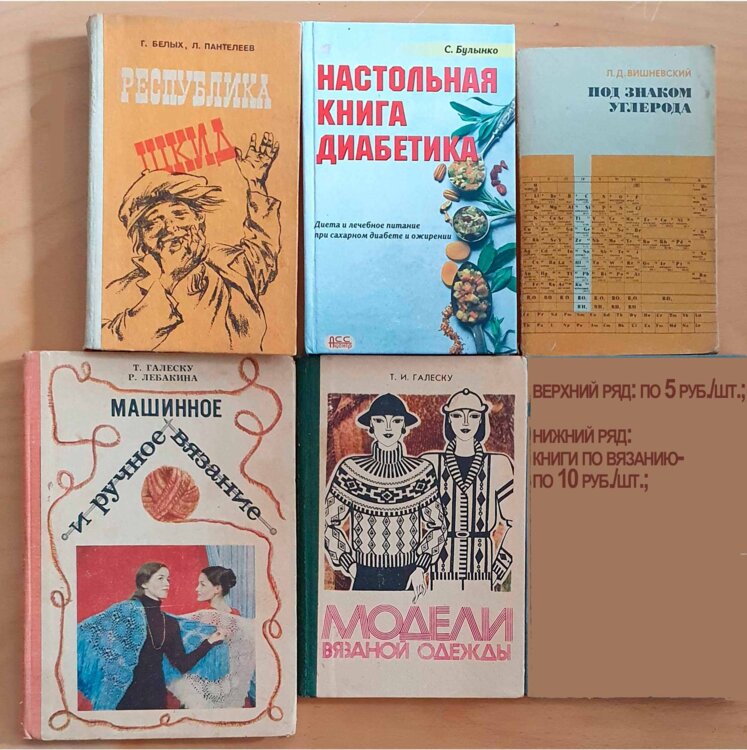 Г. БЕЛЫХ, Л. ПАНТЕЛЕЕВ
РЕСПУБЛИКА
ШКИД
С. Булынко
НАСТОЛЬНАЯ
КНИГА
ДИАБЕТИКА
Диета и лечебное питание
при сахарном диабете и ожирении
АСС
центр
Л.Д. ВИШНЕВСКИЙ
ПОД ЗНАКОМ
УГЛЕРОДА
Т. ГАЛЕСКУ
Р. ЛЕБАКИНА
МАШИННОЕ
и ручное вязание
Т. И. ГАЛЕСКУ
МОДЕЛИ
ВЯЗАНОЙ ОДЕЖДЫ
ВЕРХНИЙ РЯД: ПО 5 РУБ./ШТ.;
НИЖНИЙ РЯД:
КНИГИ ПО ВЯЗАНИЮ-
ПО 10 РУБ./ШТ.;